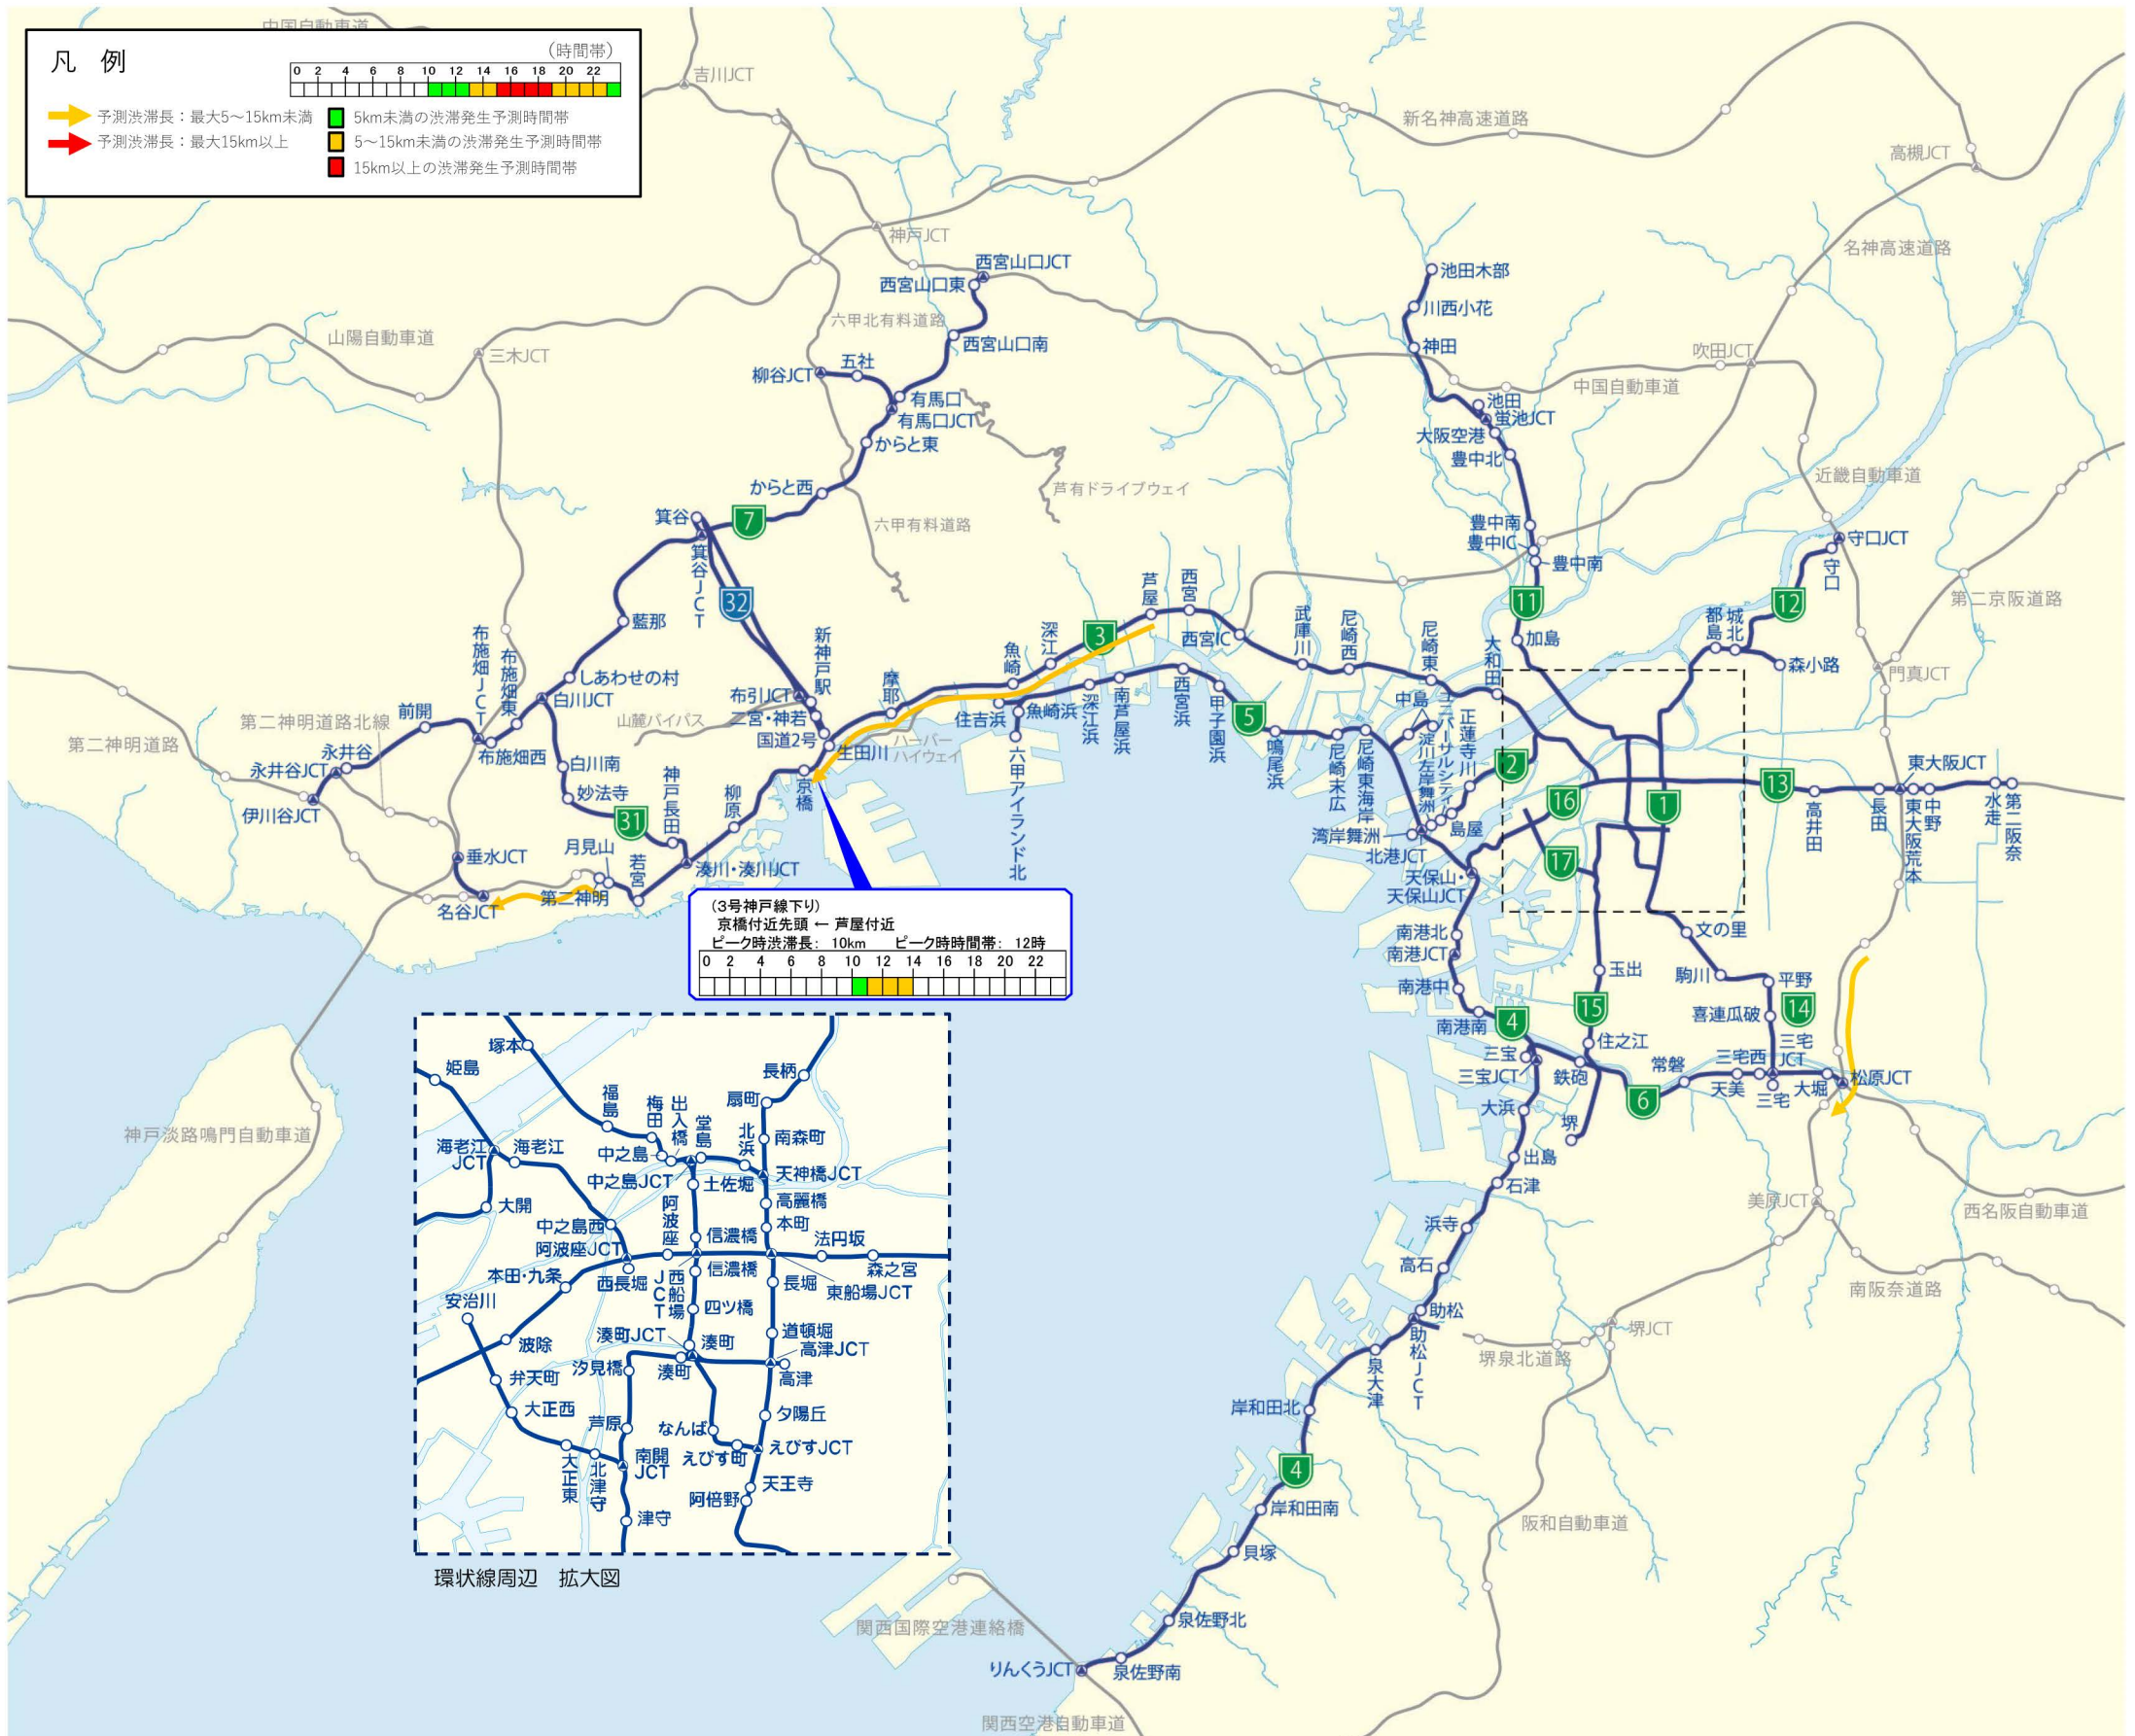 中国自動車道
凡 例
(時間帯)
0 2 4 6 8 10 12 14 16 18 20 22
予測渋滞長：最大5～15km未満
予測渋滞長：最大15km以上
5km未満の渋滞発生予測時間帯
5～15km未満の渋滞発生予測時間帯
15km以上の渋滞発生予測時間帯
吉川JCT
新名神高速道路
高槻JCT
神戸JCT
名神高速道路
西宮山口JCT
西宮山口東
池田木部
川西小花
六甲北有料道路
山陽自動車道
三木JCT
西宮山口南
神田
吹田JCT
中国自動車道
柳谷JCT
五社
有馬口
有馬口JCT
池田
蛍池JCT
大阪空港
からと東
豊中北
近畿自動車道
からと西
芦有ドライブウェイ
箕谷
7
六甲有料道路
豊中南
豊中IC
豊中南
守口JCT
守口
箕谷JCT
32
11
12
第二京阪道路
藍那
芦屋
西宮
3
西宮IC
武庫川
尼崎西
尼崎東
大和田
加島
都島
城北
森小路
門真JCT
布施畑JCT
布施畑東
しあわせの村
白川JCT
新神戸駅
布引JCT
二宮・神若
国道2号
生田川
摩耶
魚崎
深江
住吉浜
魚崎浜
深江浜
南芦屋浜
西宮浜
甲子園浜
5
鳴尾浜
尼崎末広
尼崎東海岸
中島
ユニバーサルシティ
淀川左岸舞洲
正蓮寺川
2
第二神明道路
第二神明道路北線
前開
永井谷
永井谷JCT
伊川谷JCT
布施畑西
山麓バイパス
ハーバー
ハイウェイ
白川南
妙法寺
31
神戸長田
柳原
京橋
六甲アイランド北
湾岸舞洲
島屋
北港JCT
天保山・
天保山JCT
16
17
1
13
高井田
長田
東大阪JCT
東大阪荒本
中野
水走
第二阪奈
垂水JCT
月見山
若宮
湊川・湊川JCT
名谷JCT
第二神明
(3号神戸線下り)
京橋付近先頭 ← 芦屋付近
ピーク時渋滞長： 10km ピーク時時間帯： 12時
0 2 4 6 8 10 12 14 16 18 20 22
南港北
南港JCT
南港中
南港南
4
文の里
駒川
平野
14
喜連瓜破
玉出
15
住之江
三宝
三宝JCT
鉄砲
常磐
三宅西
三宅
JCT
天美
三宅
大堀
松原JCT
6
大浜
堺
出島
石津
浜寺
高石
助松
助松JCT
泉大津
美原JCT
西名阪自動車道
南阪奈道路
堺JCT
堺泉北道路
岸和田北
4
岸和田南
貝塚
阪和自動車道
泉佐野北
泉佐野南
りんくうJCT
関西国際空港連絡橋
関西空港自動車道
神戸淡路鳴門自動車道
塚本
姫島
長柄
福島
梅田
出入橋
堂島
北浜
扇町
南森町
海老江
JCT
海老江
中之島
中之島JCT
土佐堀
天神橋JCT
大開
阿波座
高麗橋
中之島西
阿波座JCT
信濃橋
本町
法円坂
本田・九条
西長堀
西船場JCT
信濃橋
長堀
東船場JCT
森之宮
安治川
四ツ橋
波除
湊町JCT
湊町
道頓堀
高津JCT
汐見橋
湊町
高津
弁天町
大正西
芦原
なんば
夕陽丘
えびす町
えびすJCT
大正東
北津守
南開
JCT
天王寺
阿倍野
津守
環状線周辺 拡大図